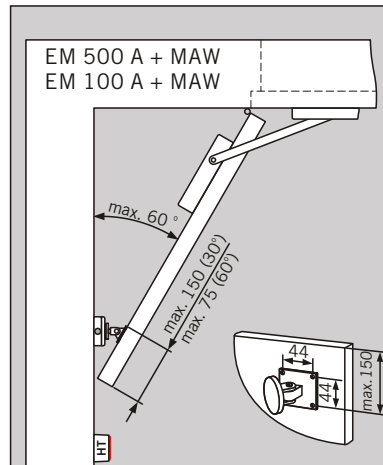 EM 500 A + MAW
EM 100 A + MAW
max. 60 °
max. 150 (30°)
max. 75 (60°)
44
44
max.150
HT